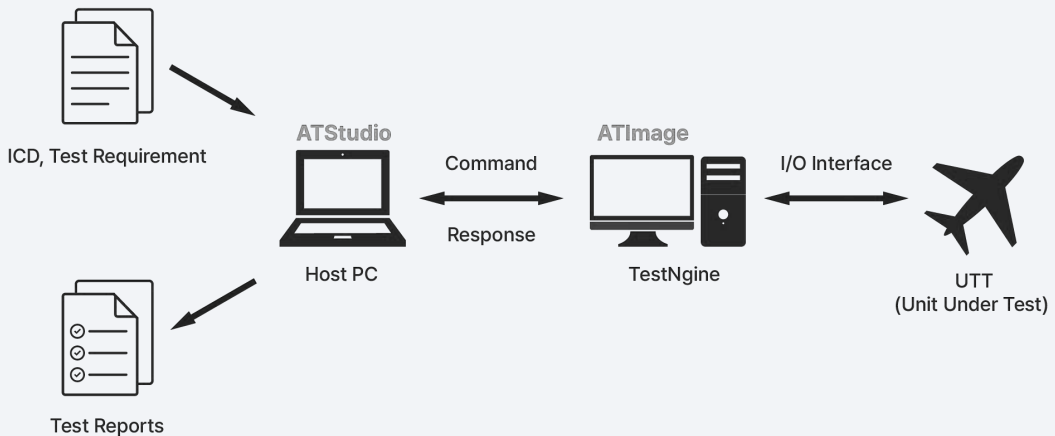 ICD, Test Requirement
ATStudio
Host PC
Command
Response
ATImage
TestNgine
I/O Interface
UTT
(Unit Under Test)
Test Reports